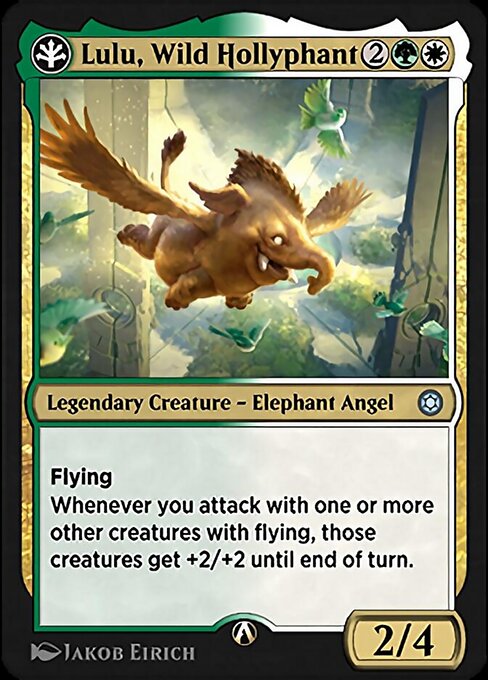 Lulu, Wild Hollyphant 2
Legendary Creature – Elephant Angel
Flying
Whenever you attack with one or more
other creatures with flying, those
creatures get +2/+2 until end of turn.
2/4
Jakob Eirich